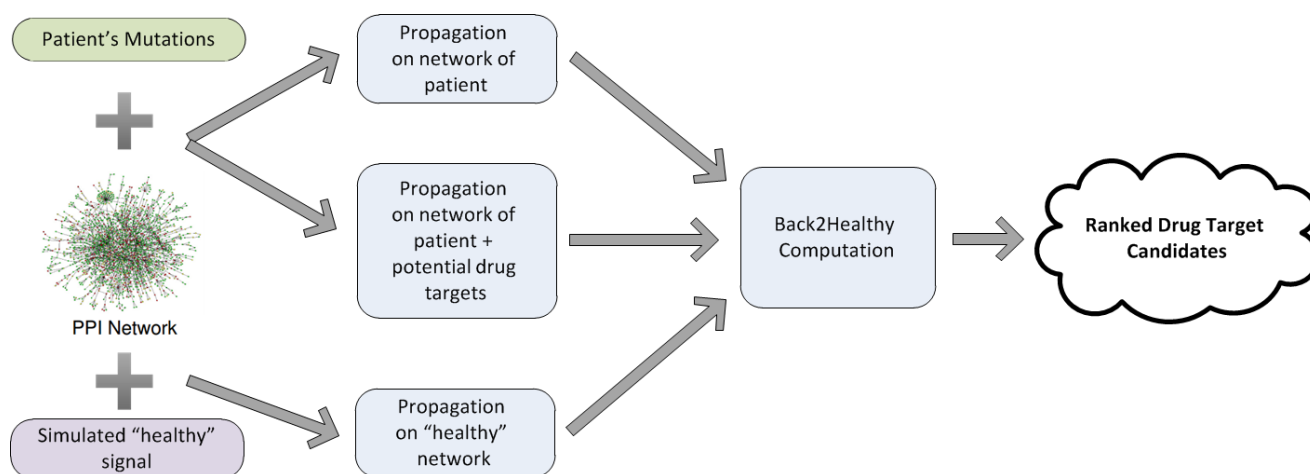 Patient’s Mutations
PPI Network
Simulated “healthy”
signal
Propagation
on network of
patient
Propagation
on network of
patient +
potential drug
targets
Propagation
on “healthy”
network
Back2Healthy
Computation
Ranked Drug Target
Candidates